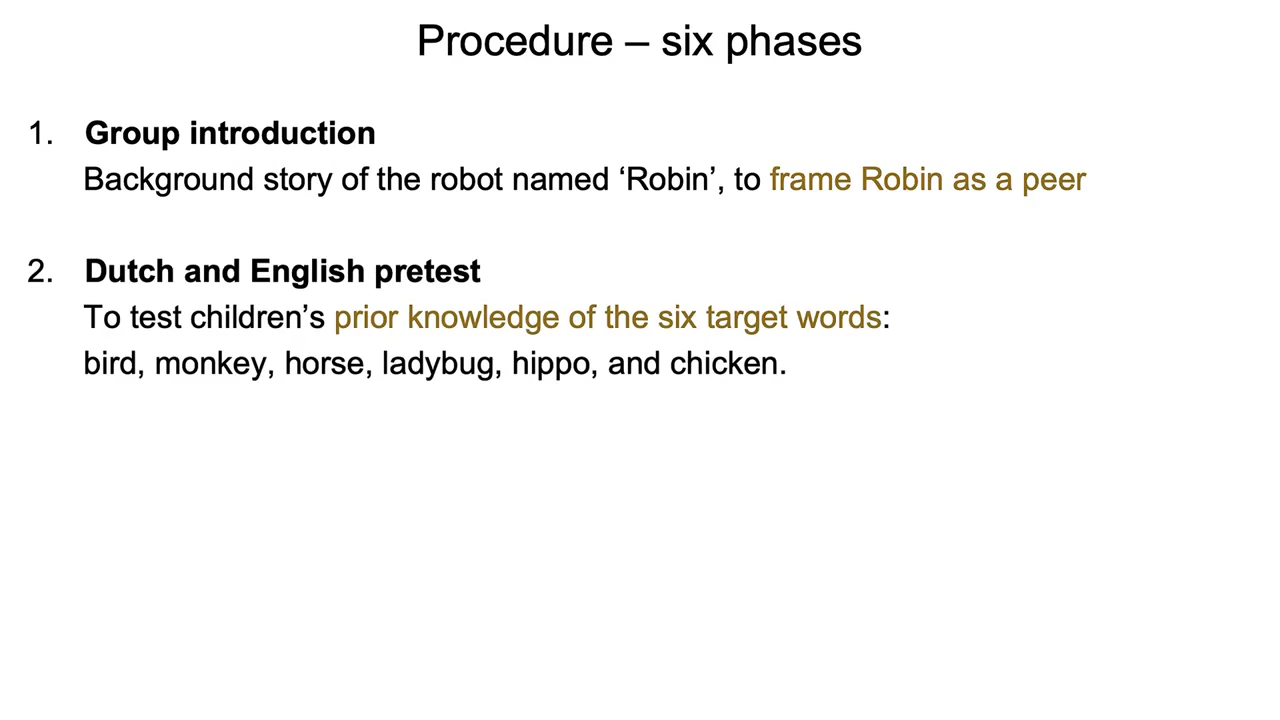 Procedure – six phases
1. Group introduction
Background story of the robot named ‘Robin’, to frame Robin as a peer
2. Dutch and English pretest
To test children’s prior knowledge of the six target words:
bird, monkey, horse, ladybug, hippo, and chicken.